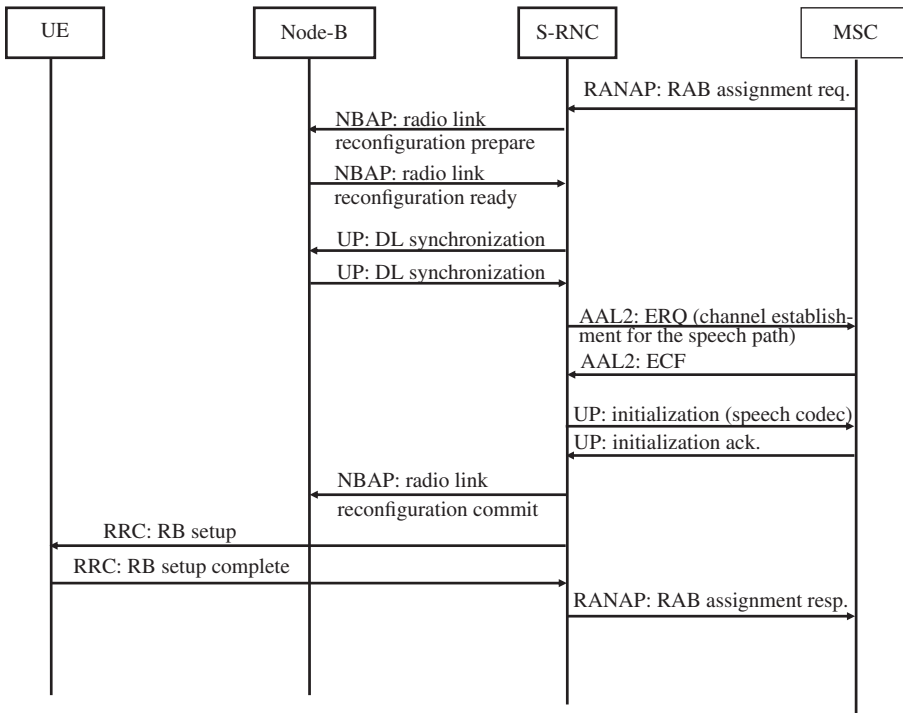 UE
Node-B
S-RNC
MSC
RANAP: RAB assignment req.
NBAP: radio link
reconfiguration prepare
NBAP: radio link
reconfiguration ready
UP: DL synchronization
UP: DL synchronization
AAL2: ERQ (channel establish-
ment for the speech path)
AAL2: ECF
UP: initialization (speech codec)
UP: initialization ack.
NBAP: radio link
reconfiguration commit
RRC: RB setup
RRC: RB setup complete
RANAP: RAB assignment resp.